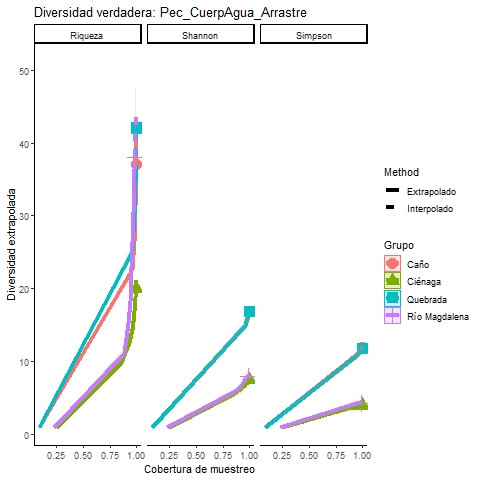 Diversidad verdadera: Pec_CuerpAgua_Arrastre
Riqueza
Shannon
Simpson
50
40
30
20
10
0
Diversidad extrapolada
0.25 0.50 0.75 1.00
0.25 0.50 0.75 1.00
0.25 0.50 0.75 1.00
Cobertura de muestreo
Method
Extrapolado
Interpolado
Grupo
Caño
Ciénaga
Quebrada
Río Magdalena